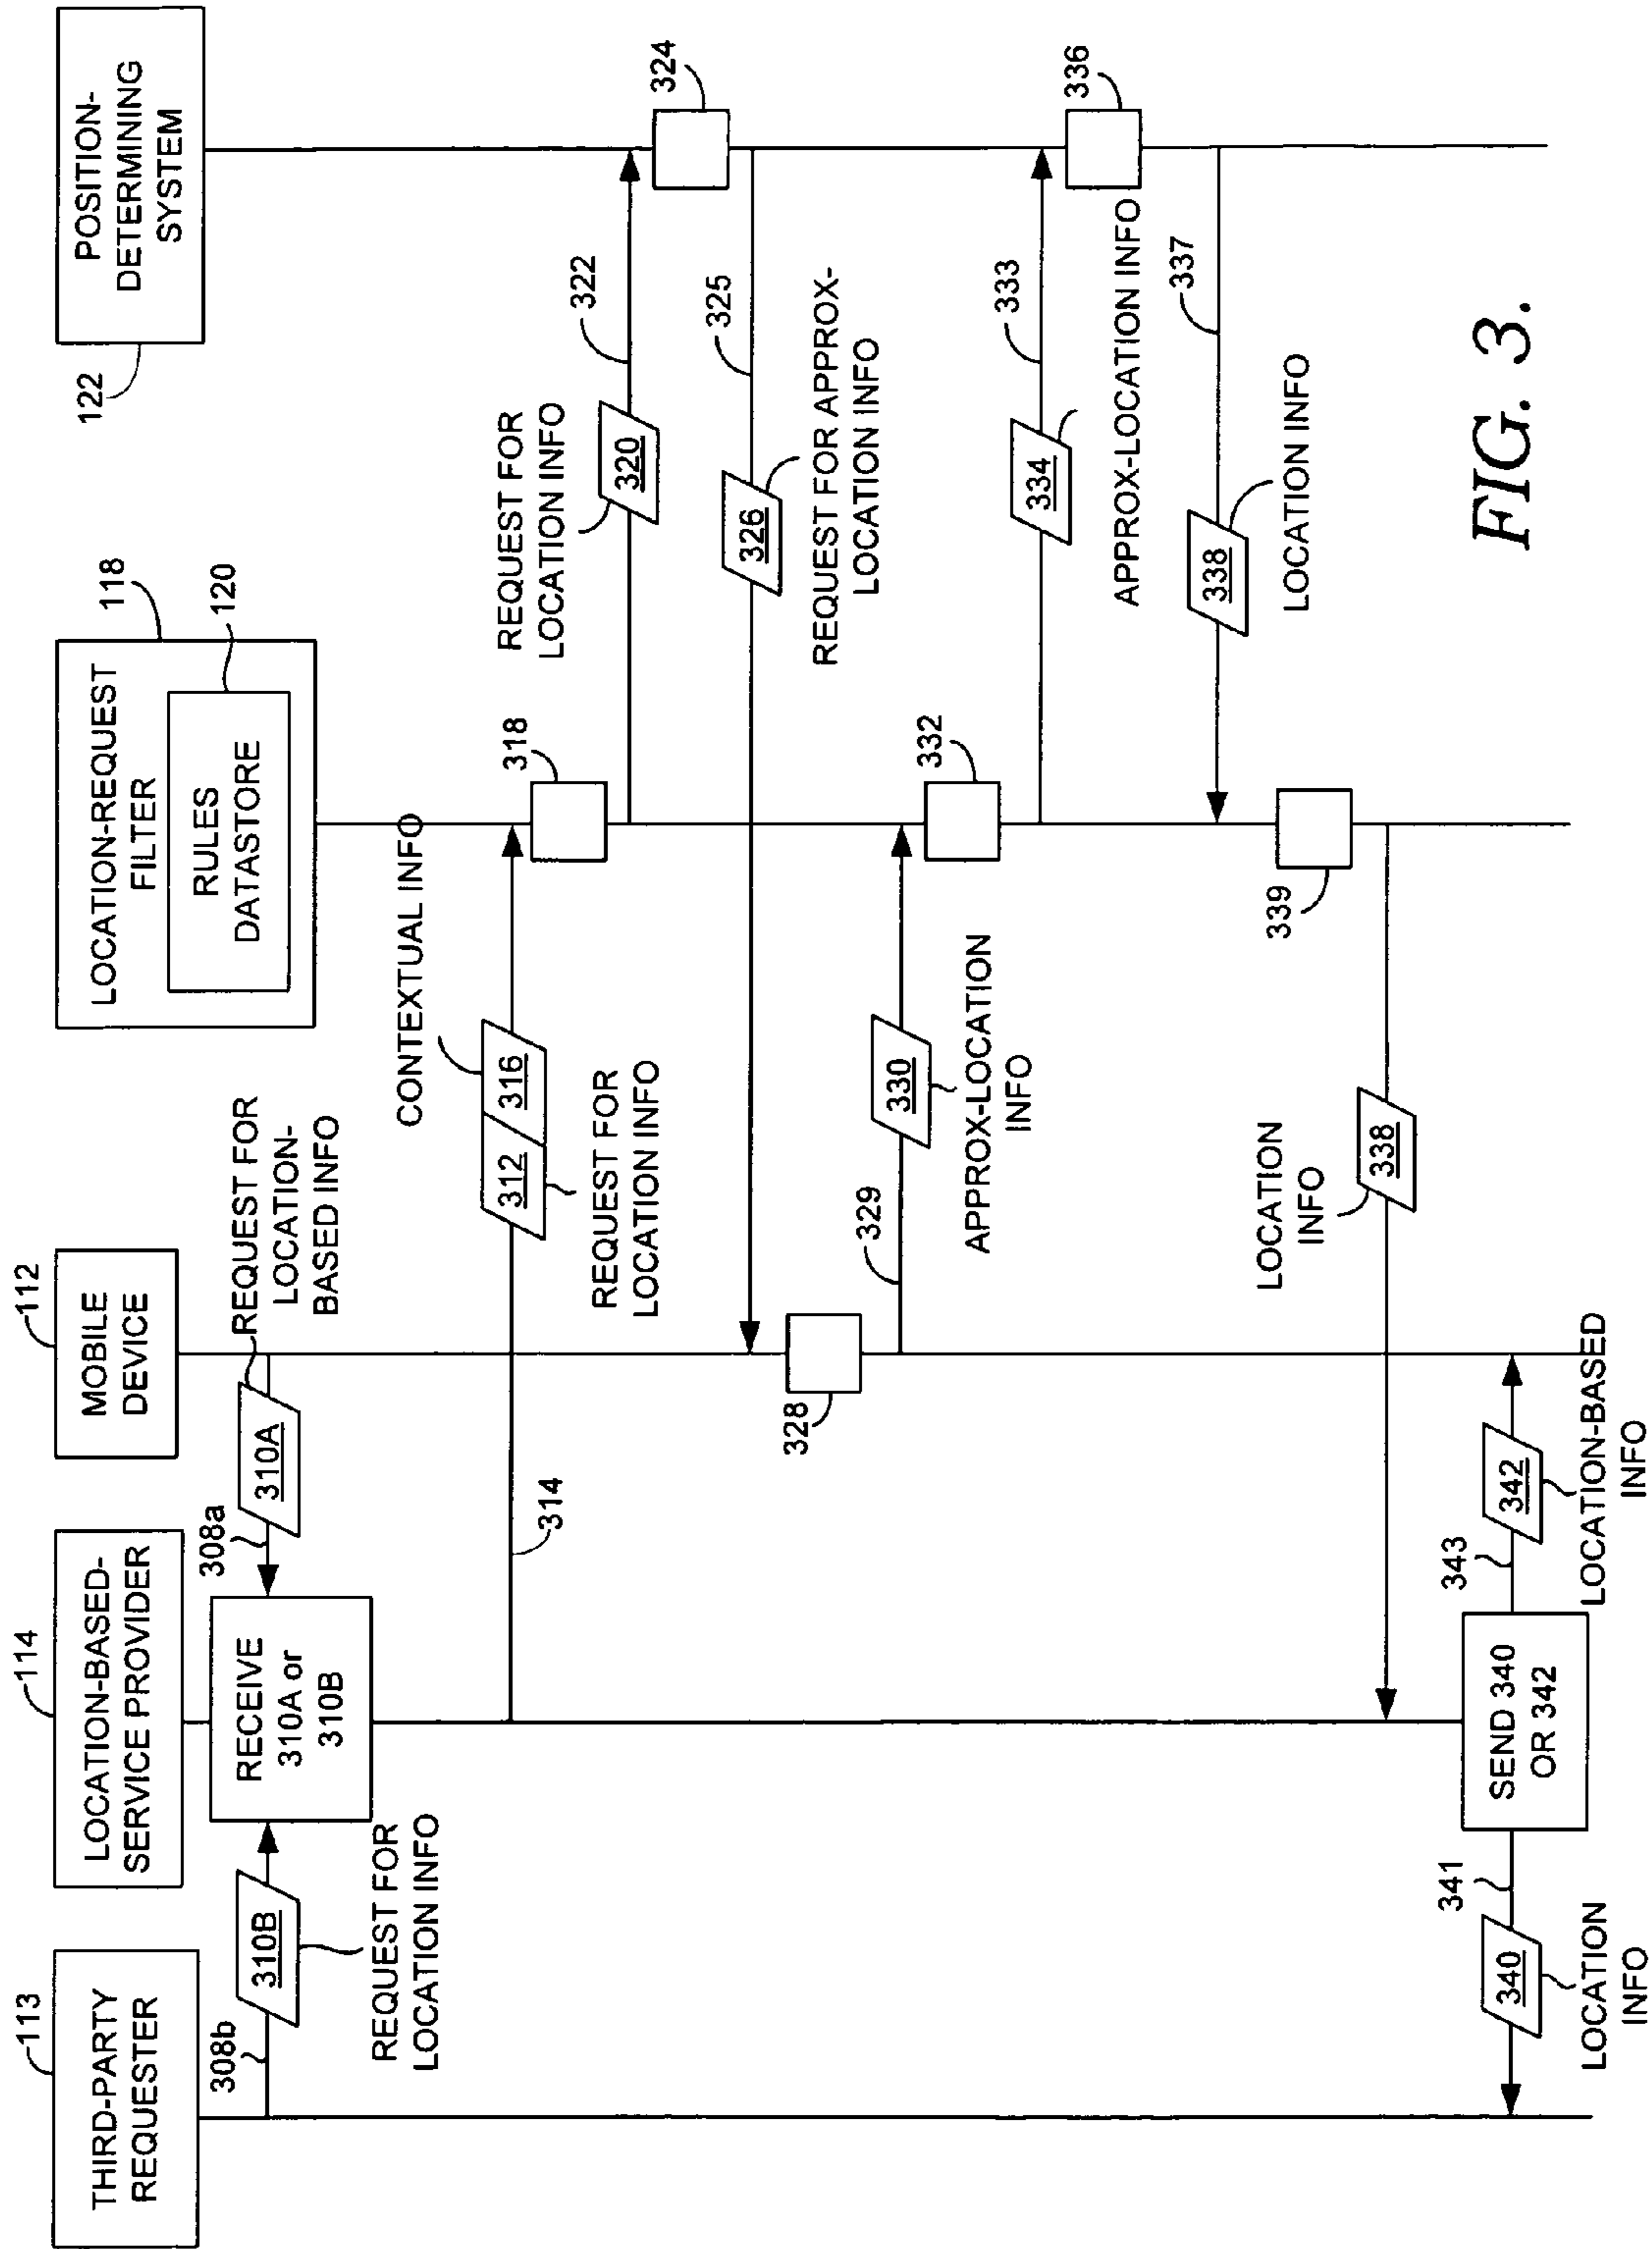 113
THIRD-PARTY
REQUESTER
114
LOCATION-BASED-
SERVICE PROVIDER
112
MOBILE
DEVICE
118
LOCATION-REQUEST
FILTER
120
RULES
DATASTORE
122
POSITION-
DETERMINING
SYSTEM
308b
310B
REQUEST FOR
LOCATION INFO
RECEIVE
310A or
310B
308a
310A
REQUEST FOR
LOCATION-
BASED INFO
314
CONTEXTUAL INFO
312
316
REQUEST FOR
LOCATION INFO
318
REQUEST FOR
LOCATION INFO
320
322
324
325
326
REQUEST FOR APPROX-
LOCATION INFO
328
329
330
APPROX-LOCATION
INFO
332
333
334
APPROX-LOCATION INFO
336
337
338
LOCATION INFO
339
LOCATION
INFO
338
SEND 340
OR 342
341
340
LOCATION
INFO
343
342
LOCATION-BASED
INFO
FIG. 3.